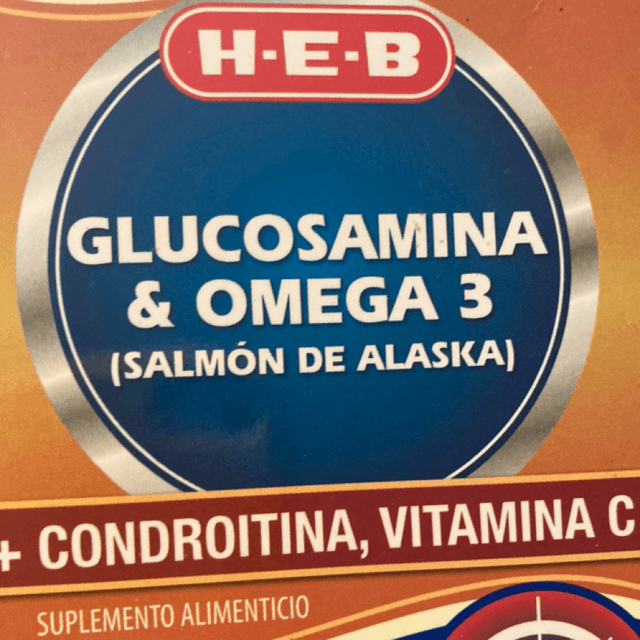 H-E-B
GLUCOSAMINA
& OMEGA 3
(SALMÓN DE ALASKA)
+ CONDROITINA, VITAMINA C
SUPLEMENTO ALIMENTICIO